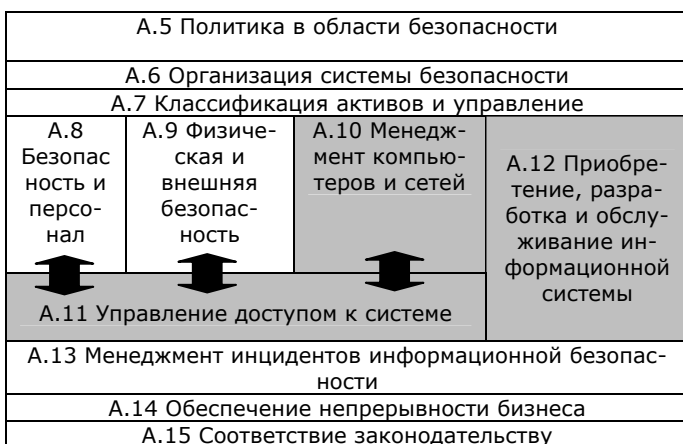 А.5 Политика в области безопасности
А.6 Организация системы безопасности
А.7 Классификация активов и управление
А.8
Безопас
ность и
персо-
нал
А.9 Физиче-
ская и
внешняя
безопас-
ность
А.10 Менедж-
мент компью-
теров и сетей
А.12 Приобре-
тение, разра-
ботка и обслу-
живание ин-
формационной
системы
А.11 Управление доступом к системе
А.13 Менеджмент инцидентов информационной безопас-
ности
А.14 Обеспечение непрерывности бизнеса
А.15 Соответствие законодательству